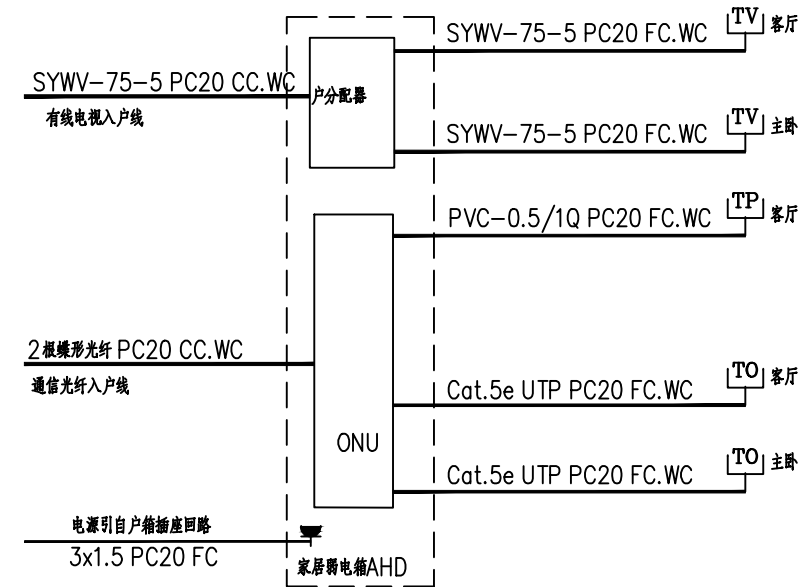 TV 客厅
SYWV-75-5 PC20 FC.WC
SYWV-75-5 PC20 CC.WC
户分配器
有线电视入户线
TV 主卧
SYWV-75-5 PC20 FC.WC
TP 客厅
PVC-0.5/1Q PC20 FC.WC
2根蝶形光纤 PC20 CC.WC
通信光纤入户线
TO 客厅
Cat.5e UTP PC20 FC.WC
ONU
TO 主卧
Cat.5e UTP PC20 FC.WC
电源引自户箱插座回路
3x1.5 PC20 FC
家居弱电箱AHD